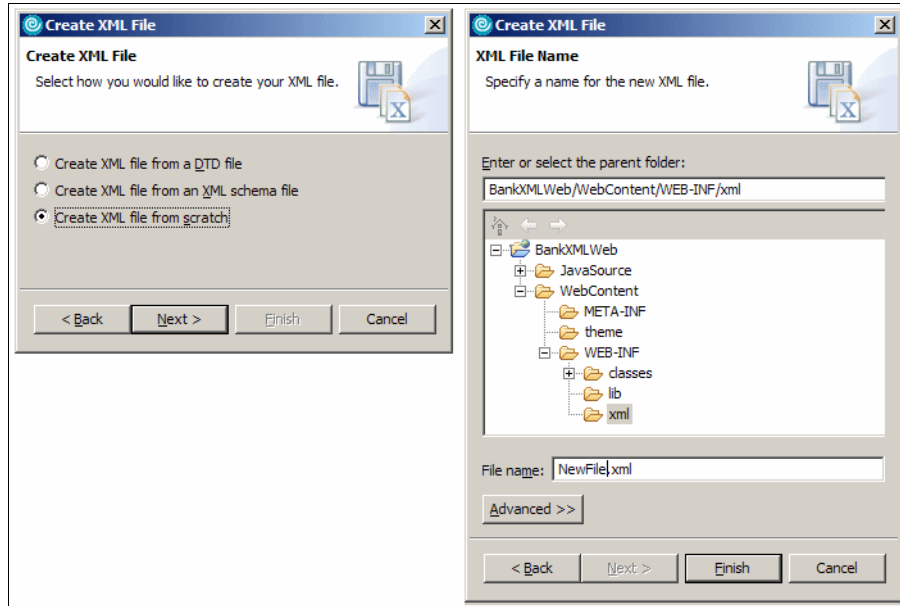 Create XML File
Create XML File
Select how you would like to create your XML file.
Create XML file from a DTD file
Create XML file from an XML schema file
Create XML file from scratch
< Back
Next >
Finish
Cancel
Create XML File
XML File Name
Specify a name for the new XML file.
Enter or select the parent folder:
BankXMLWeb/WebContent/WEB-INF/xml
BankXMLWeb
JavaSource
WebContent
META-INF
theme
WEB-INF
classes
lib
xml
File name: NewFile.xml
Advanced >>
< Back
Next >
Finish
Cancel